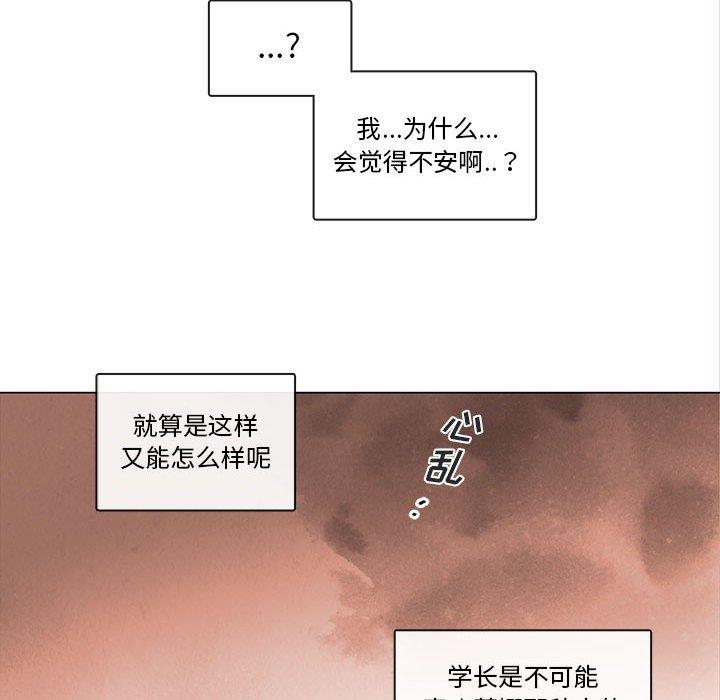 ...?
我...为什么...
会觉得不安啊..？
就算是这样
又能怎么样呢
心
乱
:
学长是不可能